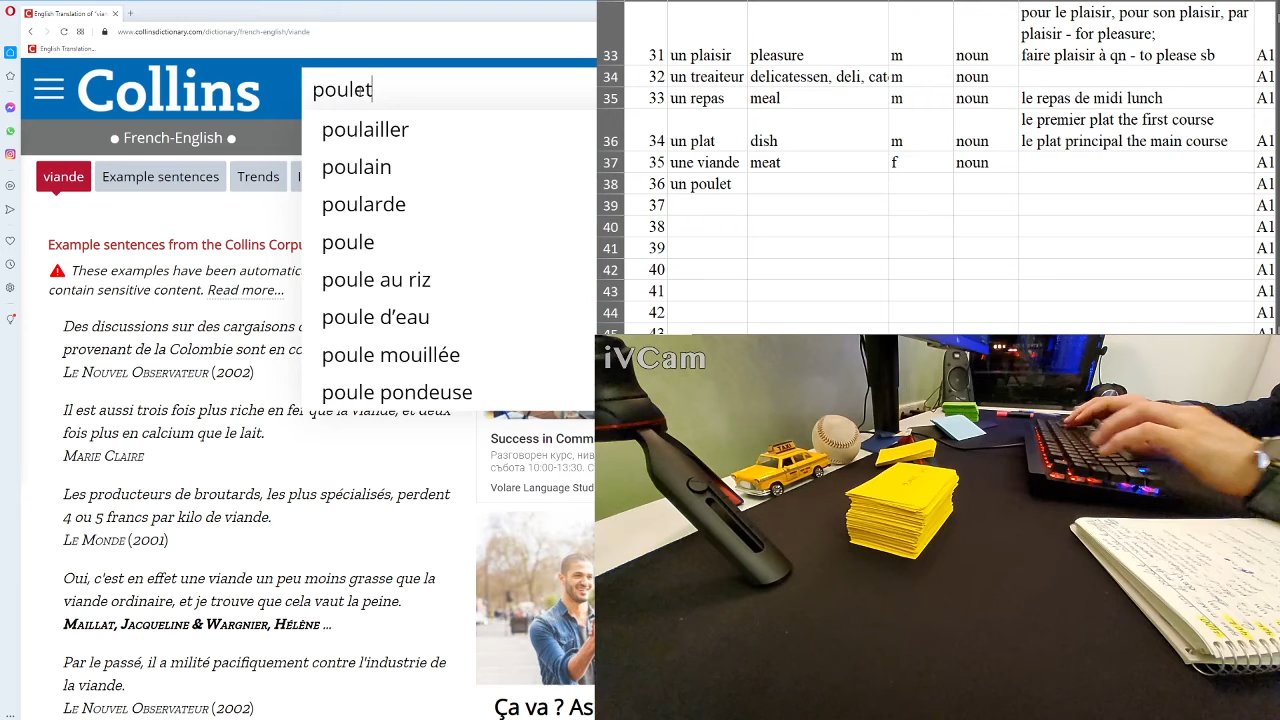 English Translation of "viand
www.collinsdictionary.com/dictionary/french-english/viande
English Translation...
Collins
poulet
poulailler
poulain
poularde
poule
poule au riz
poule d'eau
poule mouillée
poule pondeuse
● French-English ●
viande
Example sentences
Trends
Example sentences from the Collins Corpu
These examples have been automatic
contain sensitive content. Read more...
Des discussions sur des cargaisons d
provenant de la Colombie sont en co
Le Nouvel Observateur (2002)
Il est aussi trois fois plus riche en fer que la viande, et deux
fois plus en calcium que le lait.
Marie Claire
Les producteurs de broutards, les plus spécialisés, perdent
4 ou 5 francs par kilo de viande.
Le Monde (2001)
Oui, c'est en effet une viande un peu moins grasse que la
viande ordinaire, et je trouve que cela vaut la peine.
Maillat, Jacqueline & Wargnier, Hélène ...
Par le passé, il a milité pacifiquement contre l'industrie de
la viande.
Le Nouvel Observateur (2002)
Success in Comm
Разговорен курс, нив
събота 10:00-13:30. С
Volare Language Stud
Ça va ? As
pour le plaisir, pour son plaisir, par
plaisir - for pleasure;
33 31 un plaisir pleasure m noun faire plaisir à qn - to please sb A1
34 32 un traiteur delicatessen, deli, cat m noun A1
35 33 un repas meal m noun le repas de midi lunch A1
le premier plat the first course
36 34 un plat dish m noun le plat principal the main course A1
37 35 une viande meat f noun A1
38 36 un poulet A1
39 37 A1
40 38 A1
41 39 A1
42 40 A1
43 41 A1
44 42 A1
45 43 A1
iVCam
TAXI